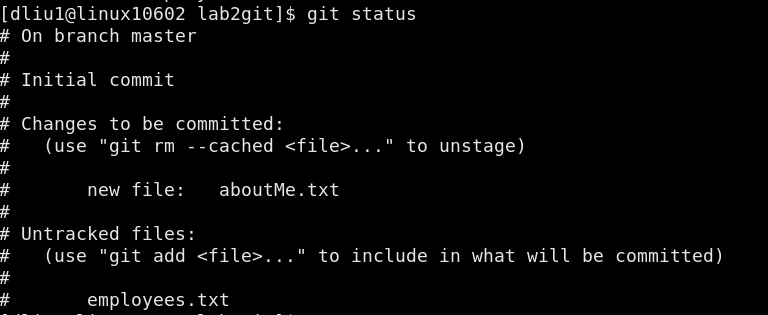 [dliu1@linux10602 lab2git]$ git status
# On branch master
#
# Initial commit
#
# Changes to be committed:
#   (use "git rm --cached <file>..." to unstage)
#
#       new file:   aboutMe.txt
#
# Untracked files:
#   (use "git add <file>..." to include in what will be committed)
#
#       employees.txt